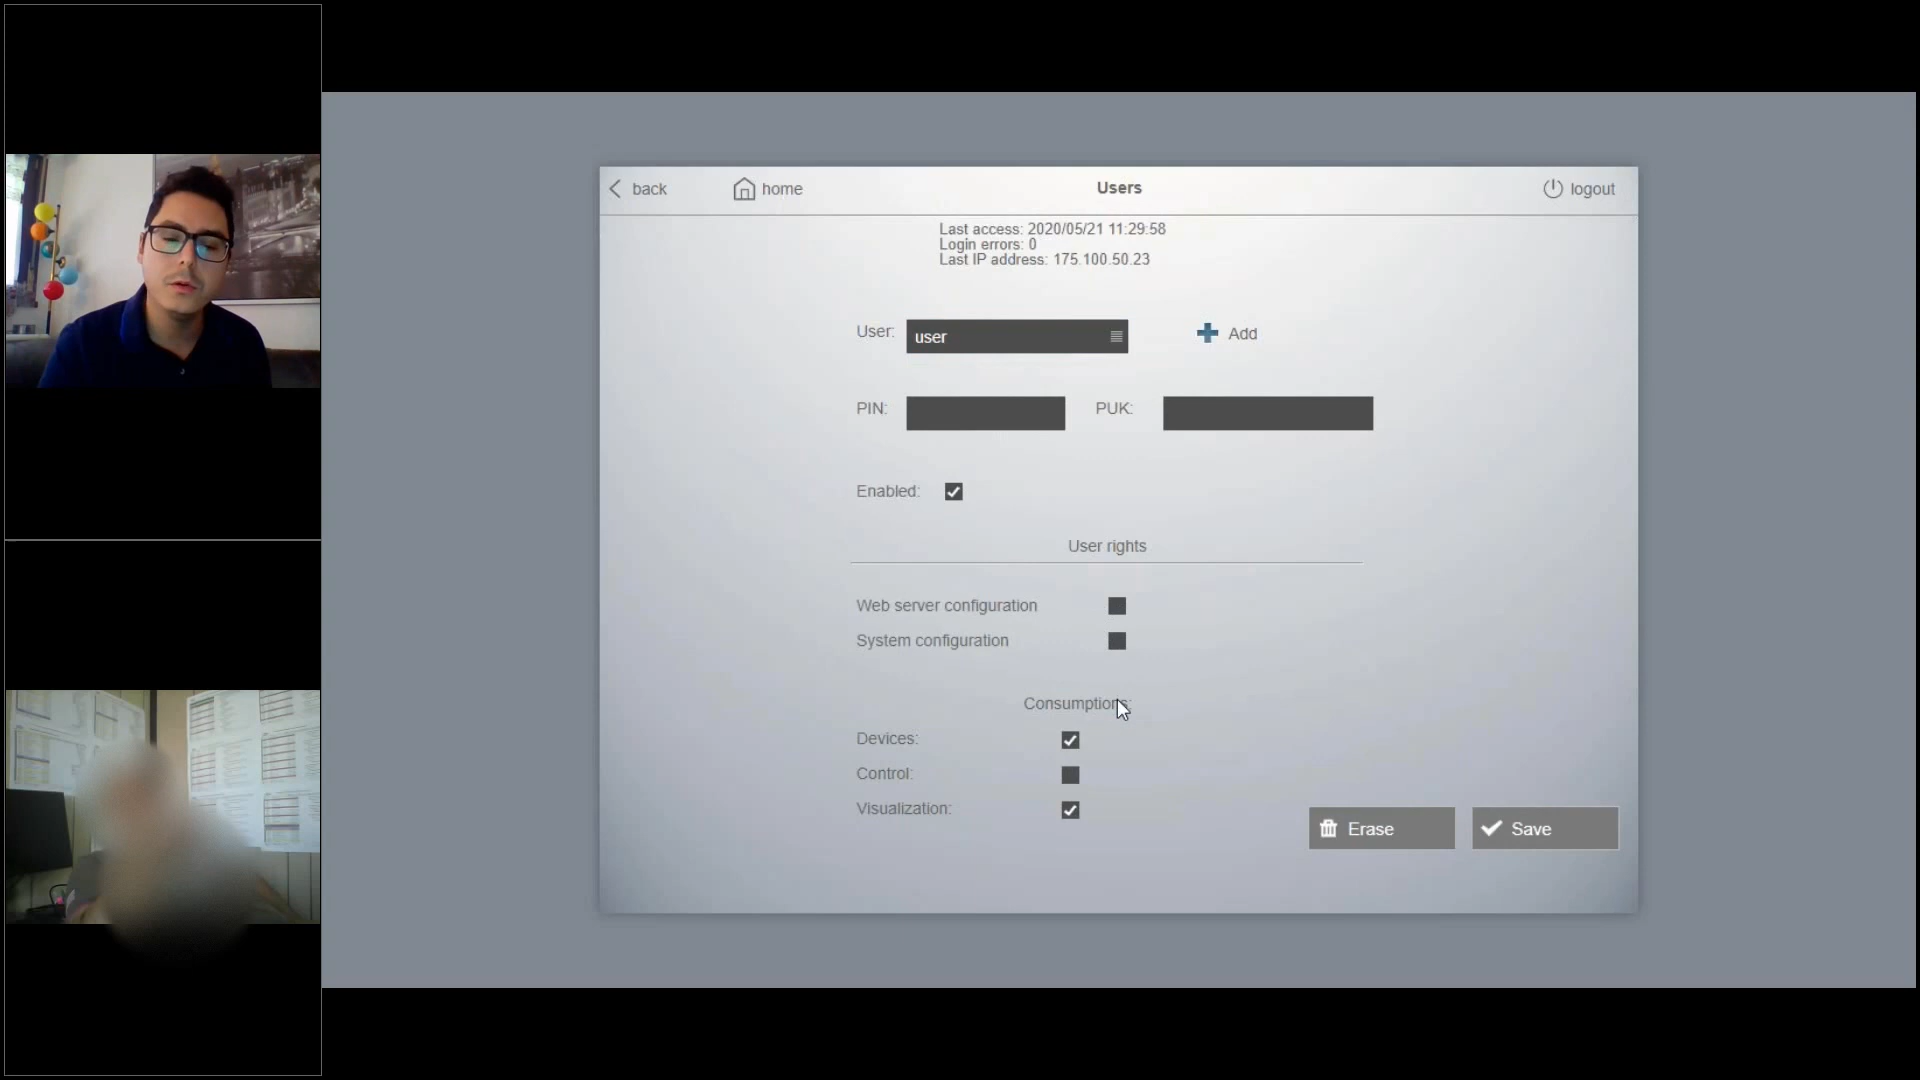 back
home
Users
logout
Last access: 2020/05/21 11:29:58
Login errors: 0
Last IP address: 175.100.50.23
User:
user
Add
PIN:
PUK:
Enabled:
User rights
Web server configuration
System configuration
Consumptions:
Devices:
Control:
Visualization:
Erase
Save